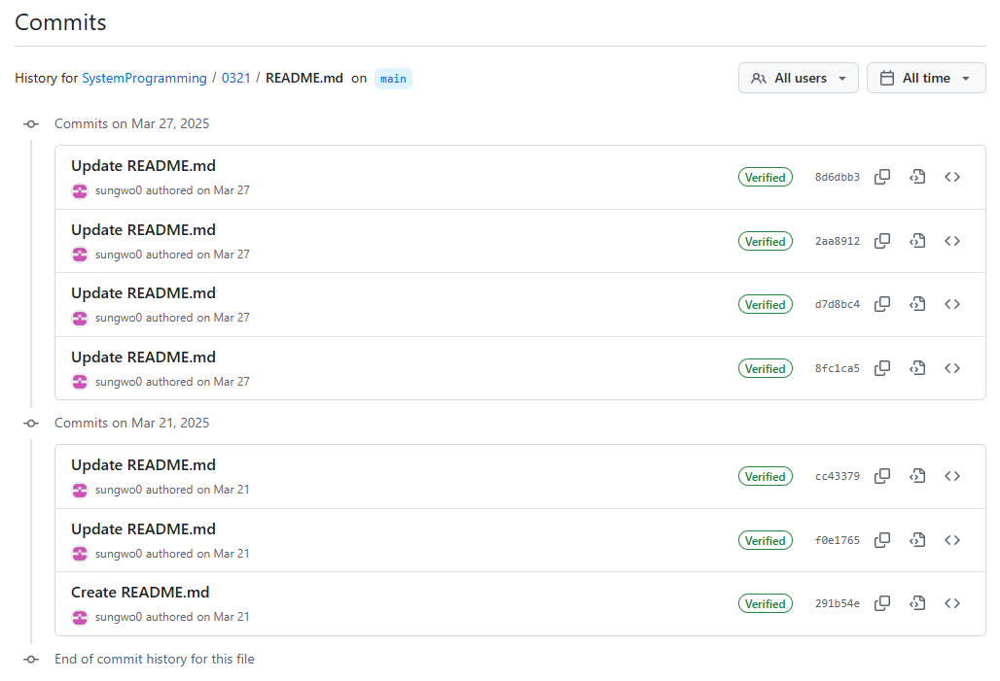 Commits
History for SystemProgramming / 0321 / README.md on main
All users
All time
Commits on Mar 27, 2025
Update README.md
sungwo0 authored on Mar 27
Verified
8d6dbb3
Update README.md
sungwo0 authored on Mar 27
Verified
2aa8912
Update README.md
sungwo0 authored on Mar 27
Verified
d7d8bc4
Update README.md
sungwo0 authored on Mar 27
Verified
8fc1ca5
Commits on Mar 21, 2025
Update README.md
sungwo0 authored on Mar 21
Verified
cc43379
Update README.md
sungwo0 authored on Mar 21
Verified
f0e1765
Create README.md
sungwo0 authored on Mar 21
Verified
291b54e
End of commit history for this file